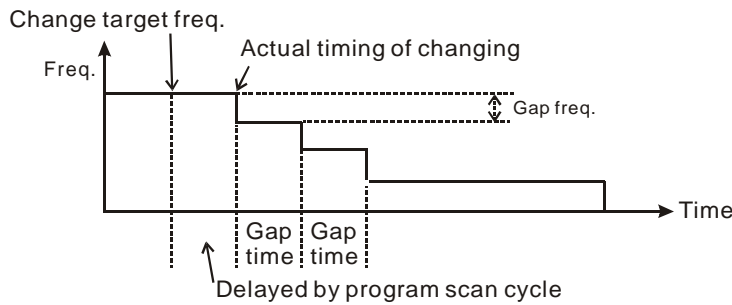 Change target freq.
Actual timing of changing
Freq.
Gap freq.
Time
Gap
time
Gap
time
Delayed by program scan cycle